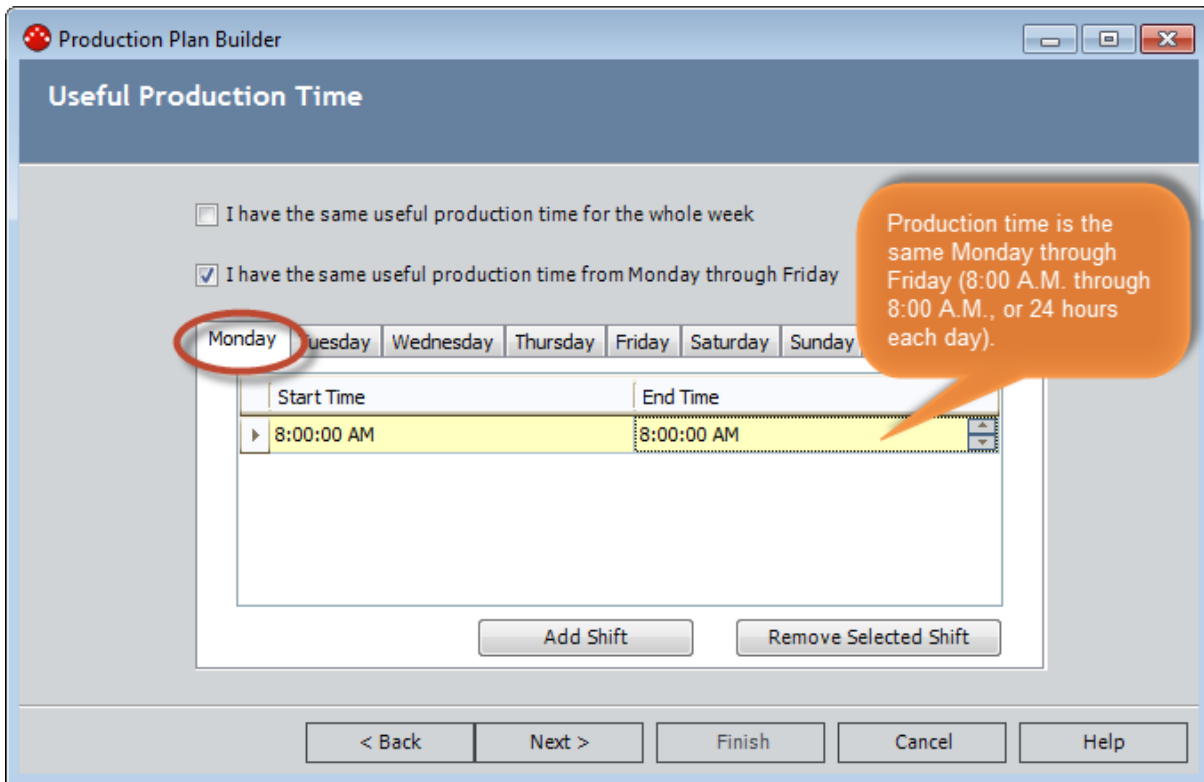 Production Plan Builder
Useful Production Time
I have the same useful production time for the whole week
I have the same useful production time from Monday through Friday
Production time is the
same Monday through
Friday (8:00 A.M. through
8:00 A.M., or 24 hours
each day).
Monday Tuesday Wednesday Thursday Friday Saturday Sunday
Start Time End Time
8:00:00 AM 8:00:00 AM
Add Shift Remove Selected Shift
< Back Next > Finish Cancel Help